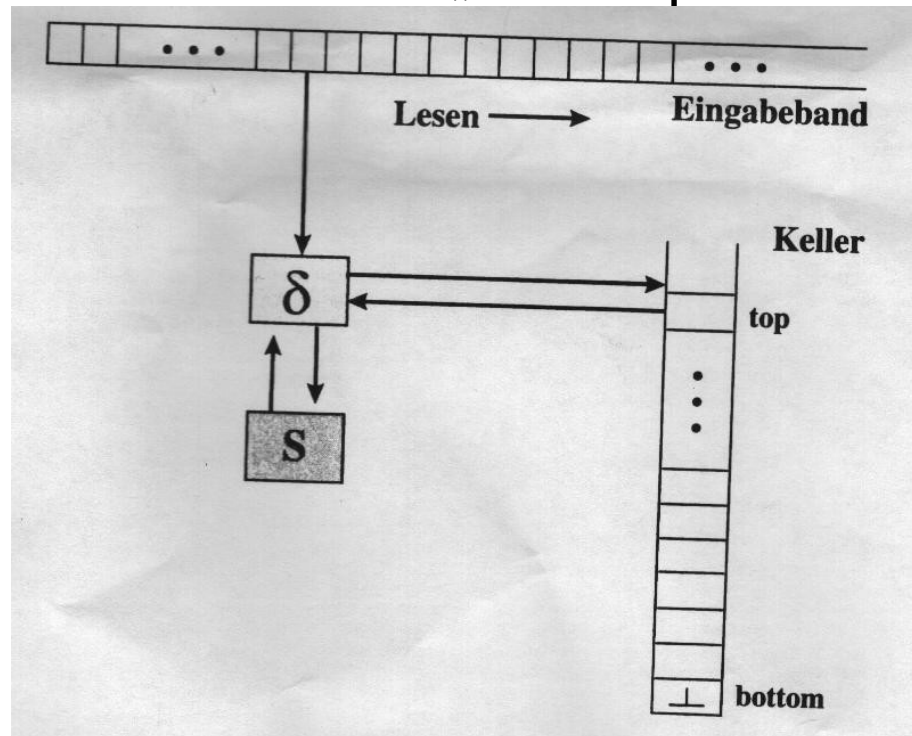 Lesen
Eingabeband
Keller
δ
top
S
⊥
bottom